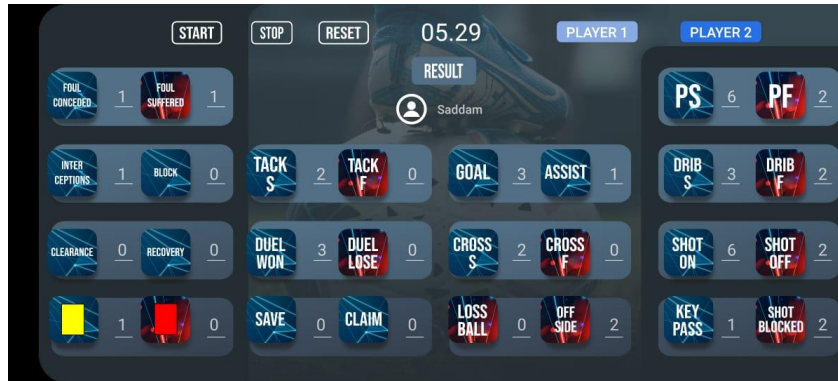 START STOP RESET 05.29 PLAYER 1 PLAYER 2
RESULT
Saddam
FOUL CONCEDED 1 FOUL SUFFERED 1 PS 6 PF 2
INTER CEPTIONS 1 BLOCK 0 TACK S 2 TACK F 0 GOAL 3 ASSIST 1 DRIB S 3 DRIB F 2
CLEARANCE 0 RECOVERY 0 DUEL WON 3 DUEL LOSE 0 CROSS S 2 CROSS F 0 SHOT ON 6 SHOT OFF 2
1 0 SAVE 0 CLAIM 0 LOSS BALL 0 OFF SIDE 2 KEY PASS 1 SHOT BLOCKED 2